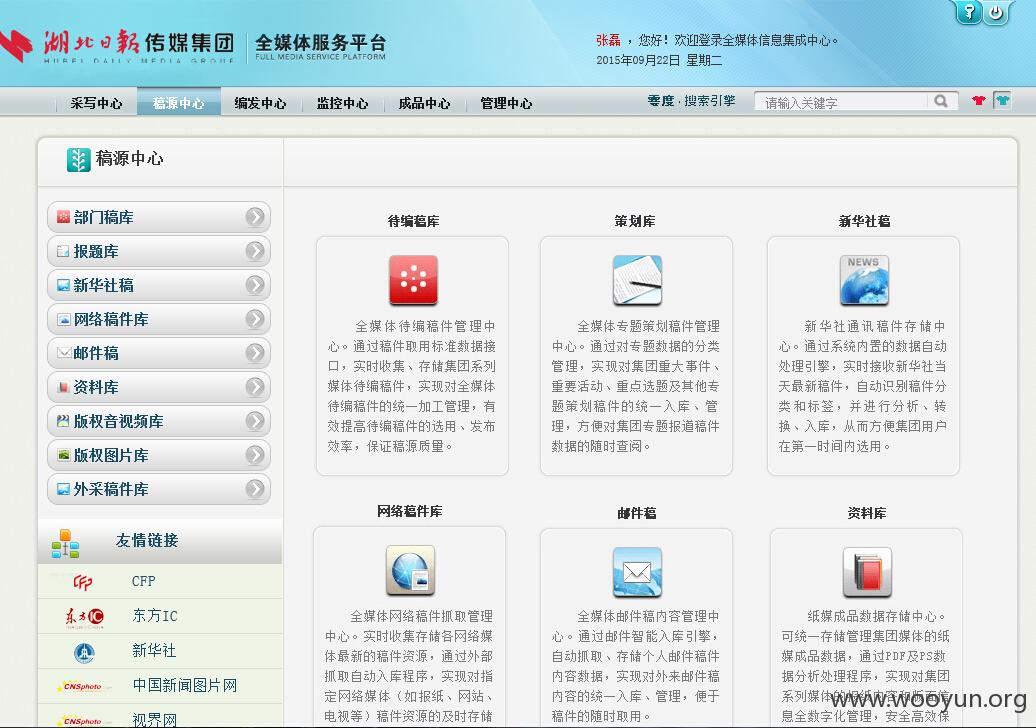 湖北日报传媒集团
HUBEI DAILY MEDIA GROUP
全媒体服务平台
FULL MEDIA SERVICE PLATFORM
张磊 ，您好！欢迎登录全媒体信息集成中心。
2015年09月22日 星期二
采写中心 稿源中心 编发中心 监控中心 成品中心 管理中心
零度·搜索引擎 请输入关键字
稿源中心
部门稿库
报题库
新华社稿
网络稿件库
邮件稿
资料库
版权音视频库
版权图片库
外采稿件库
友情链接
CFP
CFP
东方IC
东方IC
新华社
CNSphoto
中国新闻图片网
CNSphoto
视界网
待编稿库
全媒体待编稿件管理中
心。通过稿件取用标准数据接
口，实时收集、存储集团系列
媒体待编稿件，实现对全媒体
待编稿件的统一加工管理，有
效提高待编稿件的选用、发布
效率，保证稿源质量。
策划库
全媒体专题策划稿件管理
中心。通过对专题数据的分类
管理，实现对集团重大事件、
重要活动、重点选题及其他专
题策划稿件的统一入库、管
理，方便对集团专题报道稿件
数据的随时查阅。
新华社稿
NEWS
新华社通讯稿件存储中
心。通过系统内置的数据自动
处理引擎，实时接收新华社当
天最新稿件，自动识别稿件分
类和标签，并进行分析、转
换、入库，从而方便集团用户
在第一时间内选用。
网络稿件库
全媒体网络稿件抓取管理
中心。实时收集存储各网络媒
体最新的稿件资源，通过外部
抓取自动入库程序，实现对指
定网络媒体（如报纸、网站、
电视等）稿件资源的及时存储
邮件稿
全媒体邮件稿内容管理中
心。通过邮件智能入库引擎，
自动抓取、存储个人邮件稿件
内容数据，实现对外来邮件稿
内容的统一入库、管理，便于
稿件的随时取用。
资料库
纸媒成品数据存储中心。
可统一存储管理集团媒体的纸
媒成品数据，通过PDF及PS数
据分析处理程序，实现对集团
系列媒体的报纸内容和版面信
息全数字化管理，安全高效保
www.wooyun.org